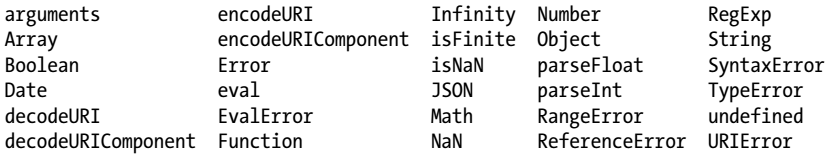 arguments encodeURI Infinity Number RegExp
Array encodeURIComponent isFinite Object String
Boolean Error isNaN parseFloat SyntaxError
Date eval JSON parseInt TypeError
decodeURI EvalError Math RangeError undefined
decodeURIComponent Function NaN ReferenceError URIError